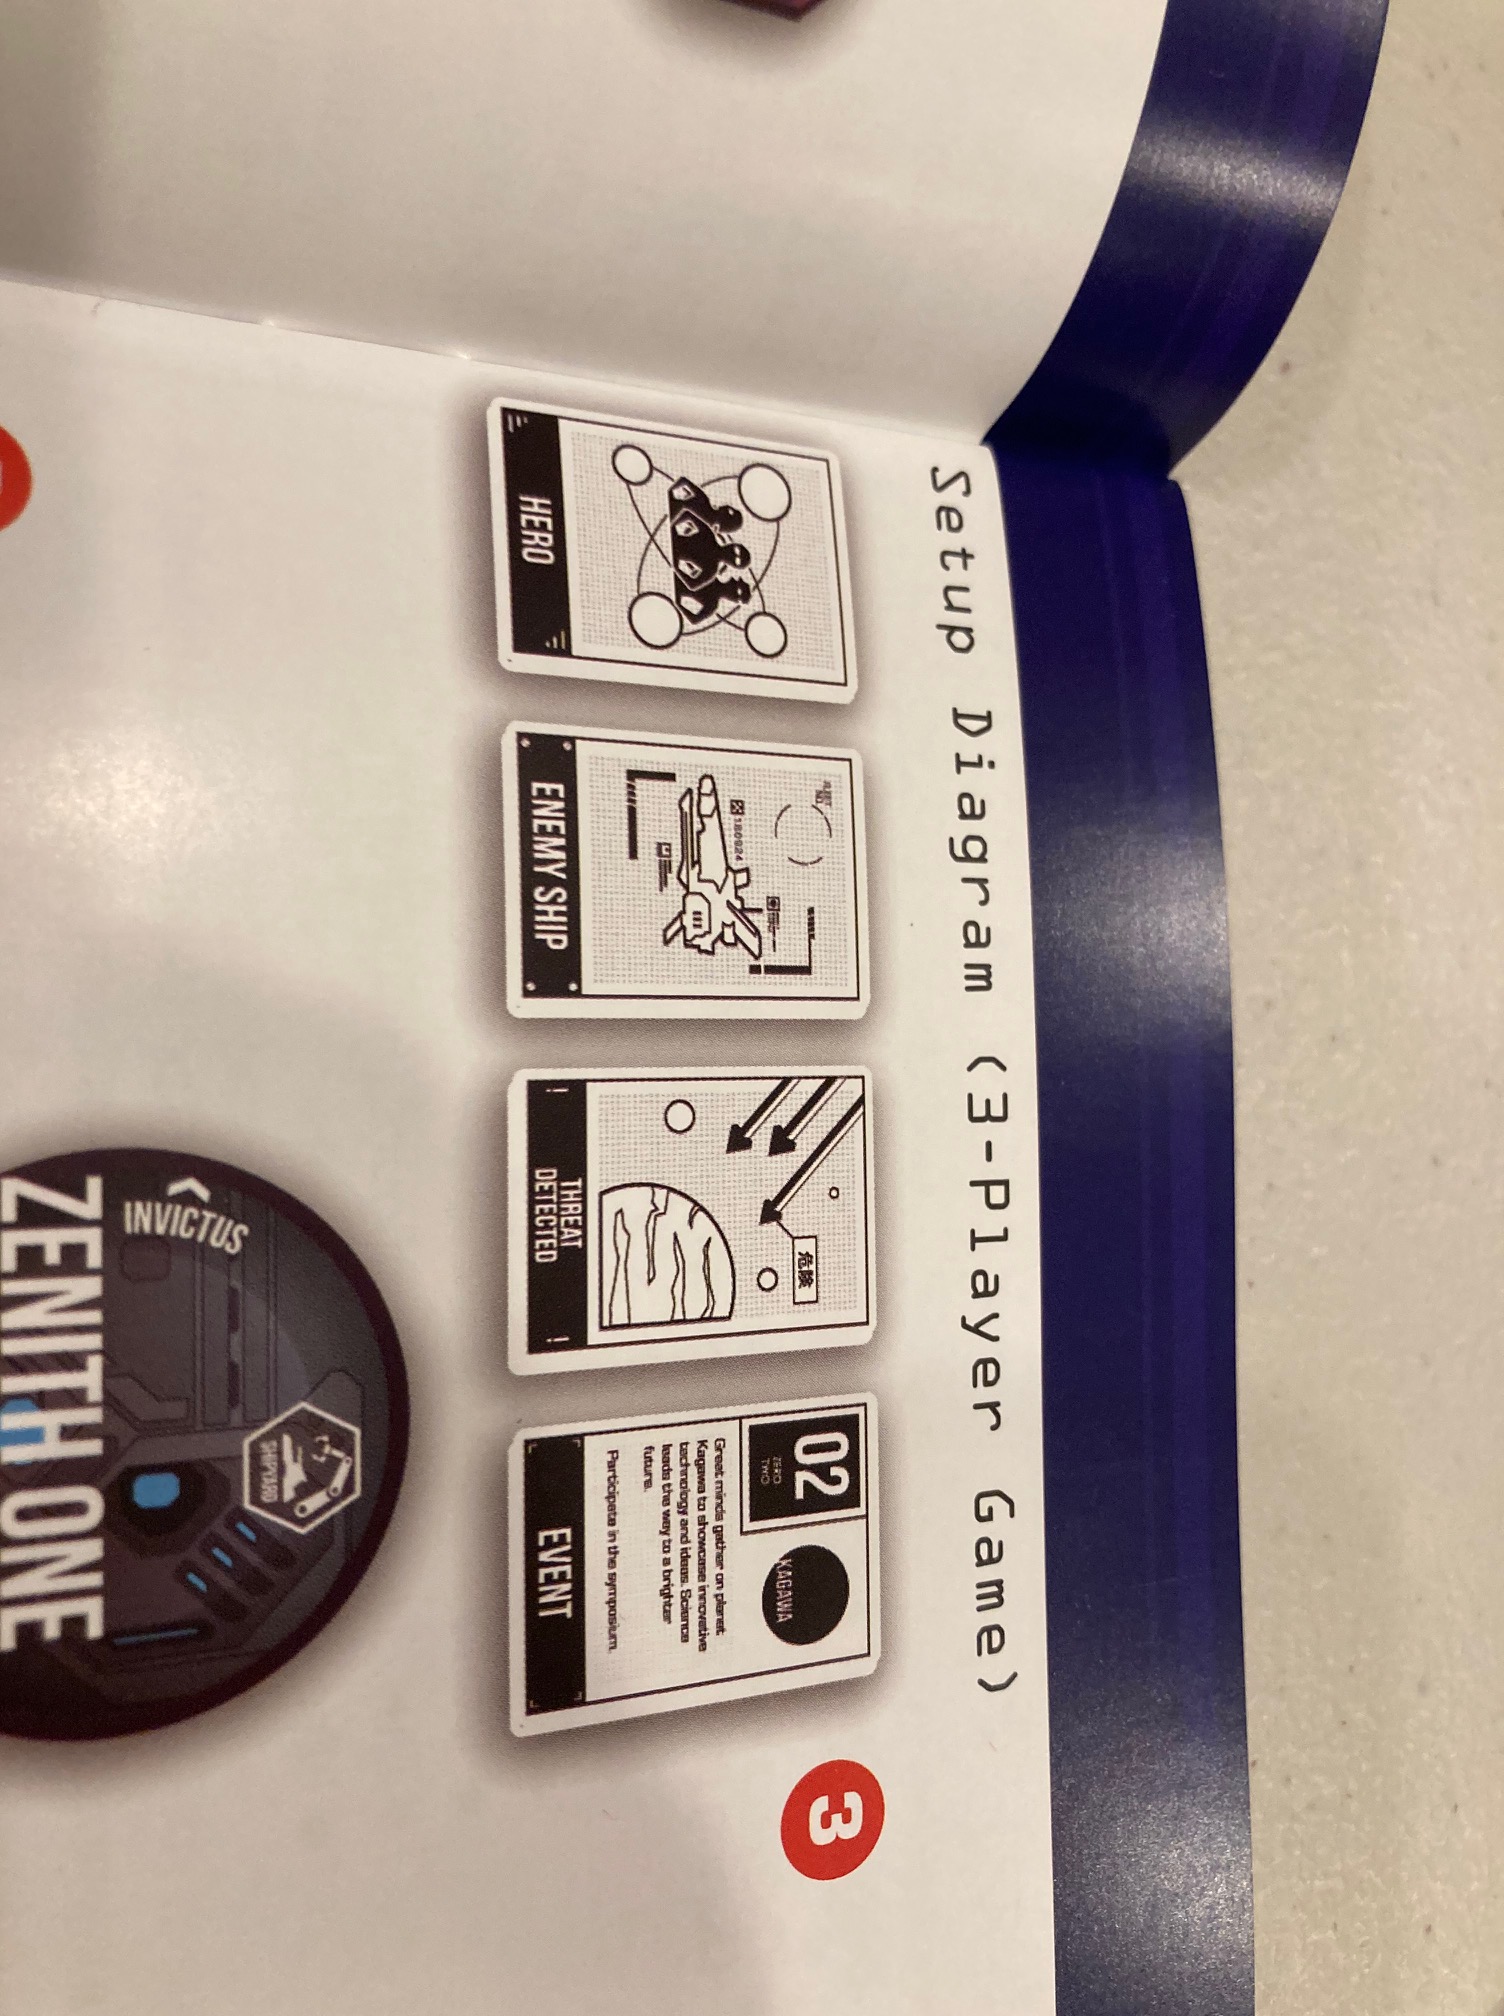 Setup Diagram (3-Player Game)
HERO
180924
ENEMY SHIP
危険
!
THREAT
DETECTED
!
02
ZERO
TWO
KAGAWA
Great minds gather on planet
Kagawa to showcase innovative
technology and ideas. Science
leads the way to a brighter
future.
Participate in the symposium.
EVENT
3
INVICTUS
SHIPYARD
ZENITH ONE